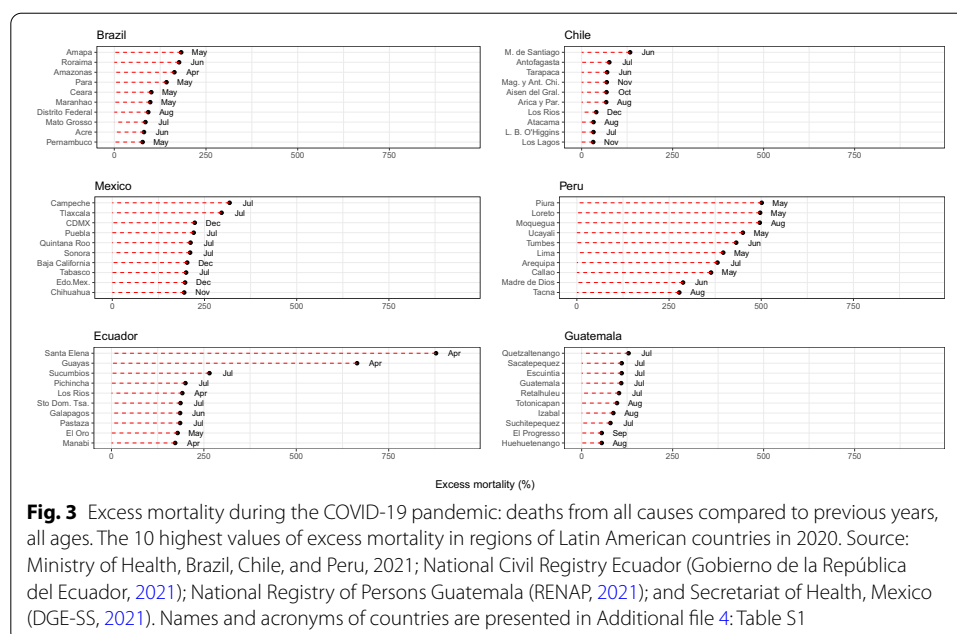 Brazil
Amapa May
Roraima Jun
Amazonas Apr
Para May
Ceara May
Maranhao May
Distrito Federal Aug
Mato Grosso Jul
Acre Jun
Pernambuco May
0 250 500 750
Chile
M. de Santiago Jun
Antofagasta Jul
Tarapaca Jun
Mag. y Ant. Chi. Nov
Aisen del Gral. Oct
Arica y Par. Aug
Los Rios Dec
Atacama Aug
L. B. O'Higgins Jul
Los Lagos Nov
0 250 500 750
Mexico
Campeche Jul
Tlaxcala Jul
CDMX Dec
Puebla Jul
Quintana Roo Jul
Sonora Jul
Baja California Dec
Tabasco Jul
Edo.Mex. Dec
Chihuahua Nov
0 250 500 750
Peru
Piura May
Loreto May
Moquegua Aug
Ucayali May
Tumbes Jun
Lima May
Arequipa Jul
Callao May
Madre de Dios Jun
Tacna Aug
0 250 500 750
Ecuador
Santa Elena Apr
Guayas Apr
Sucumbios Jul
Pichincha Jul
Los Rios Apr
Sto Dom. Tsa. Jul
Galapagos Jun
Pastaza Jul
El Oro May
Manabi Apr
0 250 500 750
Guatemala
Quetzaltenango Jul
Sacatepequez Jul
Escuintia Jul
Guatemala Jul
Retalhuleu Jul
Totonicapan Aug
Izabal Aug
Suchitepequez Jul
El Progresso Sep
Huehuetenango Aug
0 250 500 750
Excess mortality (%)
Fig. 3 Excess mortality during the COVID-19 pandemic: deaths from all causes compared to previous years,
all ages. The 10 highest values of excess mortality in regions of Latin American countries in 2020. Source:
Ministry of Health, Brazil, Chile, and Peru, 2021; National Civil Registry Ecuador (Gobierno de la República
del Ecuador, 2021); National Registry of Persons Guatemala (RENAP, 2021); and Secretariat of Health, Mexico
(DGE-SS, 2021). Names and acronyms of countries are presented in Additional file 4: Table S1